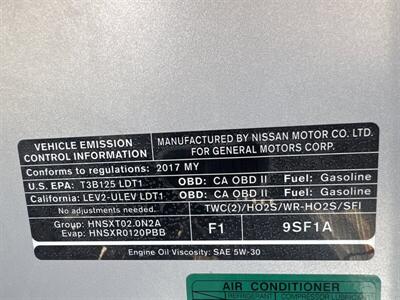 VEHICLE EMISSION
CONTROL INFORMATION
MANUFACTURED BY NISSAN MOTOR CO. LTD.
FOR GENERAL MOTORS CORP.
Conforms to regulations: 2017 MY
U.S. EPA: T3B125 LDT1 OBD: CA OBD II Fuel: Gasoline
California: LEV2-ULEV LDT1 OBD: CA OBD II Fuel: Gasoline
No adjustments needed.
TWC(2)/HO2S/WR-HO2S/SFI
Group: HNSXT02.0N2A
Evap: HNSXR0120PBB
F1
9SF1A
Engine Oil Viscosity: SAE 5W-30
AIR CONDITIONER
REFRIGERANT COMPRESSOR LUBRICANT